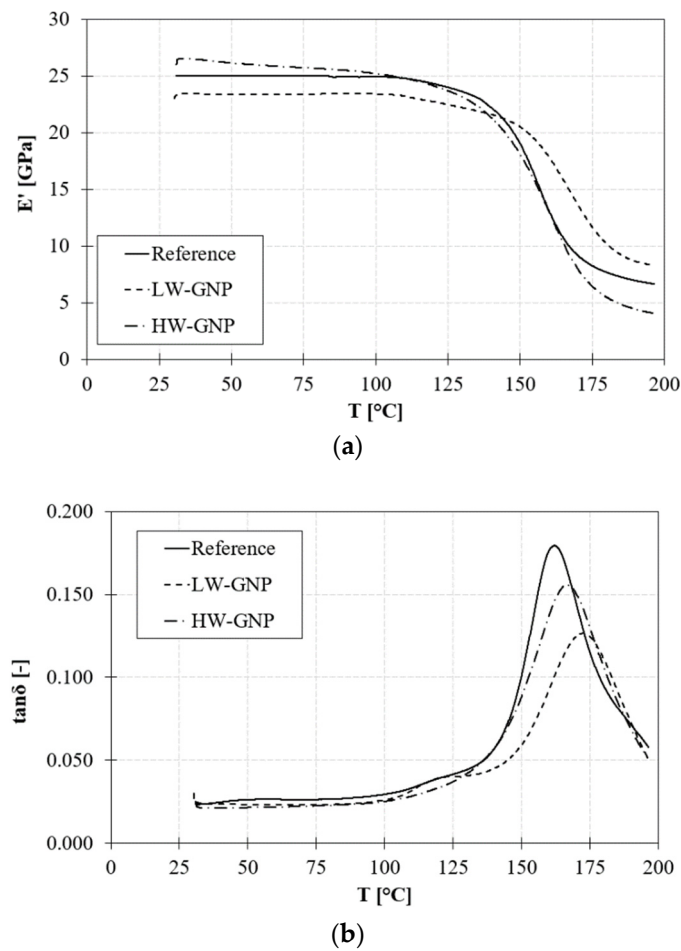 30
25
20
15
10
5
0
E' [GPa]
Reference
LW-GNP
HW-GNP
0 25 50 75 100 125 150 175 200
T [°C]
(a)
0.200
0.150
0.100
0.050
0.000
tanδ [-]
Reference
LW-GNP
HW-GNP
0 25 50 75 100 125 150 175 200
T [°C]
(b)